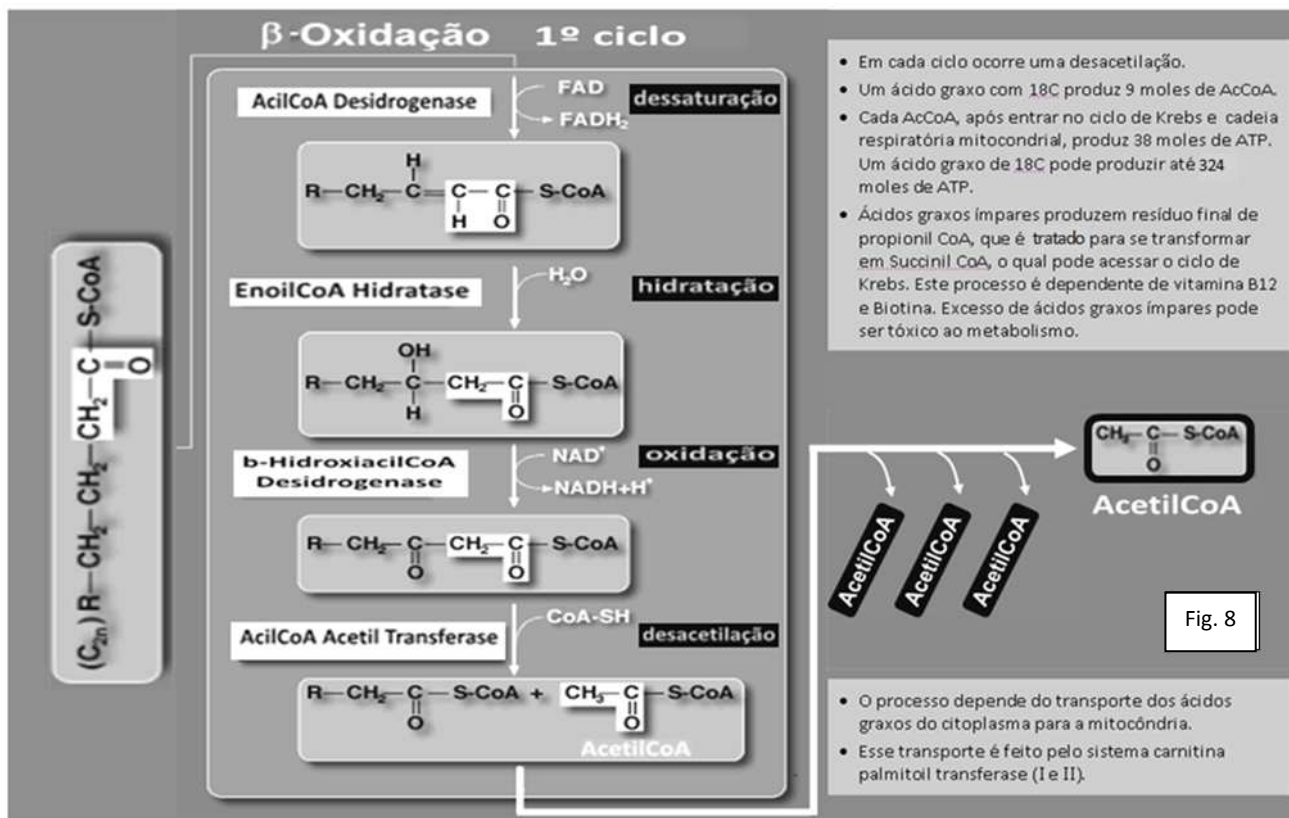 β-Oxidação 1º ciclo
(C2n) R—CH2—CH2—CH2—CH2—C—S-CoA
O
AcilCoA Desidrogenase
FAD
FADH2
dessaturação
H
R—CH2—C=C—C—S-CoA
H O
EnoilCoA Hidratase
H2O
hidratação
OH
R—CH2—C—CH2—C—S-CoA
H O
b-HidroxiacilCoA
Desidrogenase
NAD+
NADH+H+
oxidação
R—CH2—C—CH2—C—S-CoA
O O
AcilCoA Acetil Transferase
CoA-SH
desacetilação
R—CH2—C—S-CoA + CH3—C—S-CoA
O O
AcetilCoA
• Em cada ciclo ocorre uma desacetilação.
• Um ácido graxo com 18C produz 9 moles de AcCoA.
• Cada AcCoA, após entrar no ciclo de Krebs e cadeia
respiratória mitocondrial, produz 38 moles de ATP.
Um ácido graxo de 18C pode produzir até 324
moles de ATP.
• Ácidos graxos ímpares produzem resíduo final de
propionil CoA, que é tratado para se transformar
em Succinil CoA, o qual pode acessar o ciclo de
Krebs. Este processo é dependente de vitamina B12
e Biotina. Excesso de ácidos graxos ímpares pode
ser tóxico ao metabolismo.
CH3—C—S-CoA
O
AcetilCoA
AcetilCoA
AcetilCoA
AcetilCoA
Fig. 8
• O processo depende do transporte dos ácidos
graxos do citoplasma para a mitocôndria.
• Esse transporte é feito pelo sistema carnitina
palmitoil transferase (I e II).